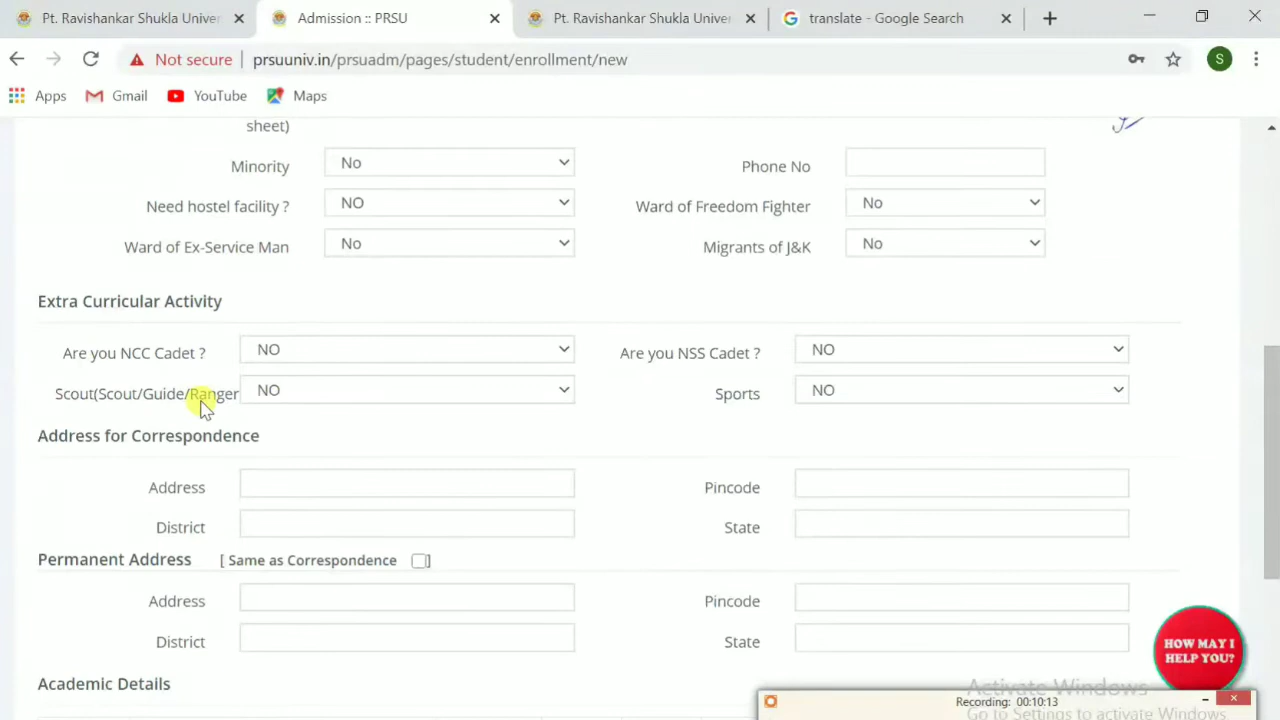 Pt. Ravishankar Shukla Univer
Admission :: PRSU
Pt. Ravishankar Shukla Univer
translate - Google Search
Not secure
prsuuniv.in/prsuadm/pages/student/enrollment/new
S
Apps
Gmail
YouTube
Maps
sheet)
Minority No
Phone No
Need hostel facility ? NO
Ward of Freedom Fighter No
Ward of Ex-Service Man No
Migrants of J&K No
Extra Curricular Activity
Are you NCC Cadet ? NO
Are you NSS Cadet ? NO
Scout(Scout/Guide/Ranger NO
Sports NO
Address for Correspondence
Address
Pincode
District
State
Permanent Address [ Same as Correspondence ]
Address
Pincode
District
State
HOW MAY I
HELP YOU?
Academic Details
Activate Windows
Recording: 00:10:13
Go to Settings to activate Windows.